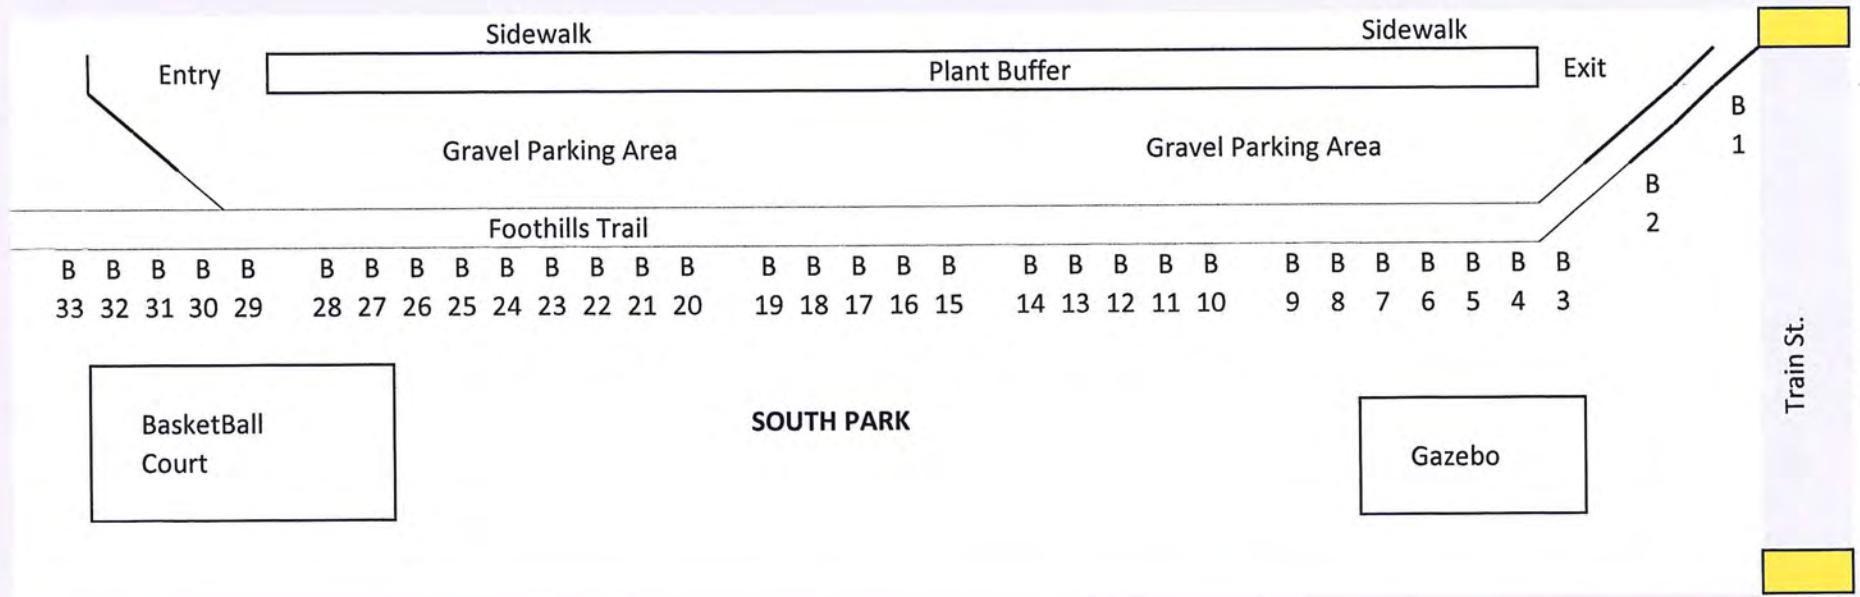 Sidewalk Sidewalk
Entry Plant Buffer Exit
B
1
Gravel Parking Area Gravel Parking Area
B
2
Foothills Trail
B B B B B B B B B B B B B B B B B B B B B B B B B B B B B B B
33 32 31 30 29 28 27 26 25 24 23 22 21 20 19 18 17 16 15 14 13 12 11 10 9 8 7 6 5 4 3
Train St.
BasketBall
Court
SOUTH PARK
Gazebo